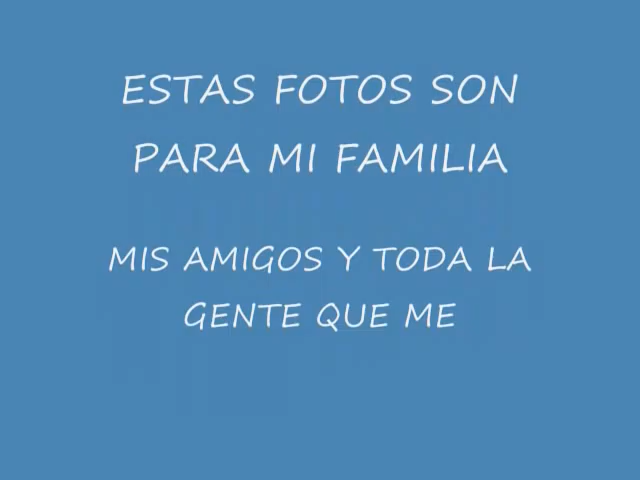 ESTAS FOTOS SON
PARA MI FAMILIA
MIS AMIGOS Y TODA LA
GENTE QUE ME